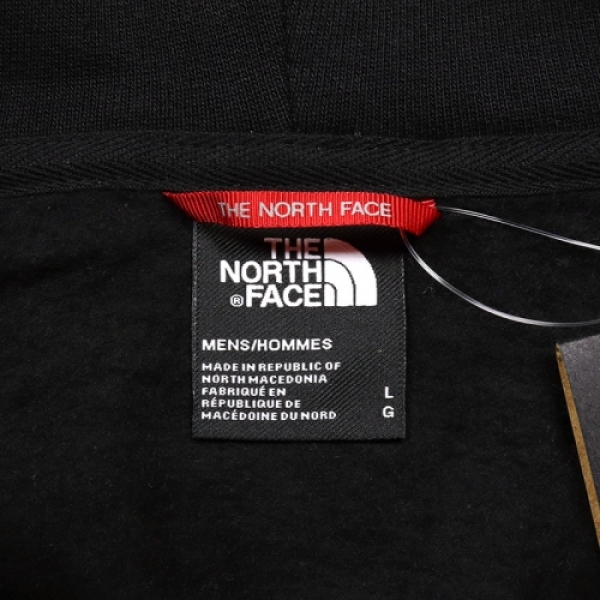 THE NORTH FACE
THE
NORTH
® FACE
MENS/HOMMES
MADE IN REPUBLIC OF
NORTH MACEDONIA
FABRIQUÉ EN
RÉPUBLIQUE DE
MACÉDOINE DU NORD
L
G